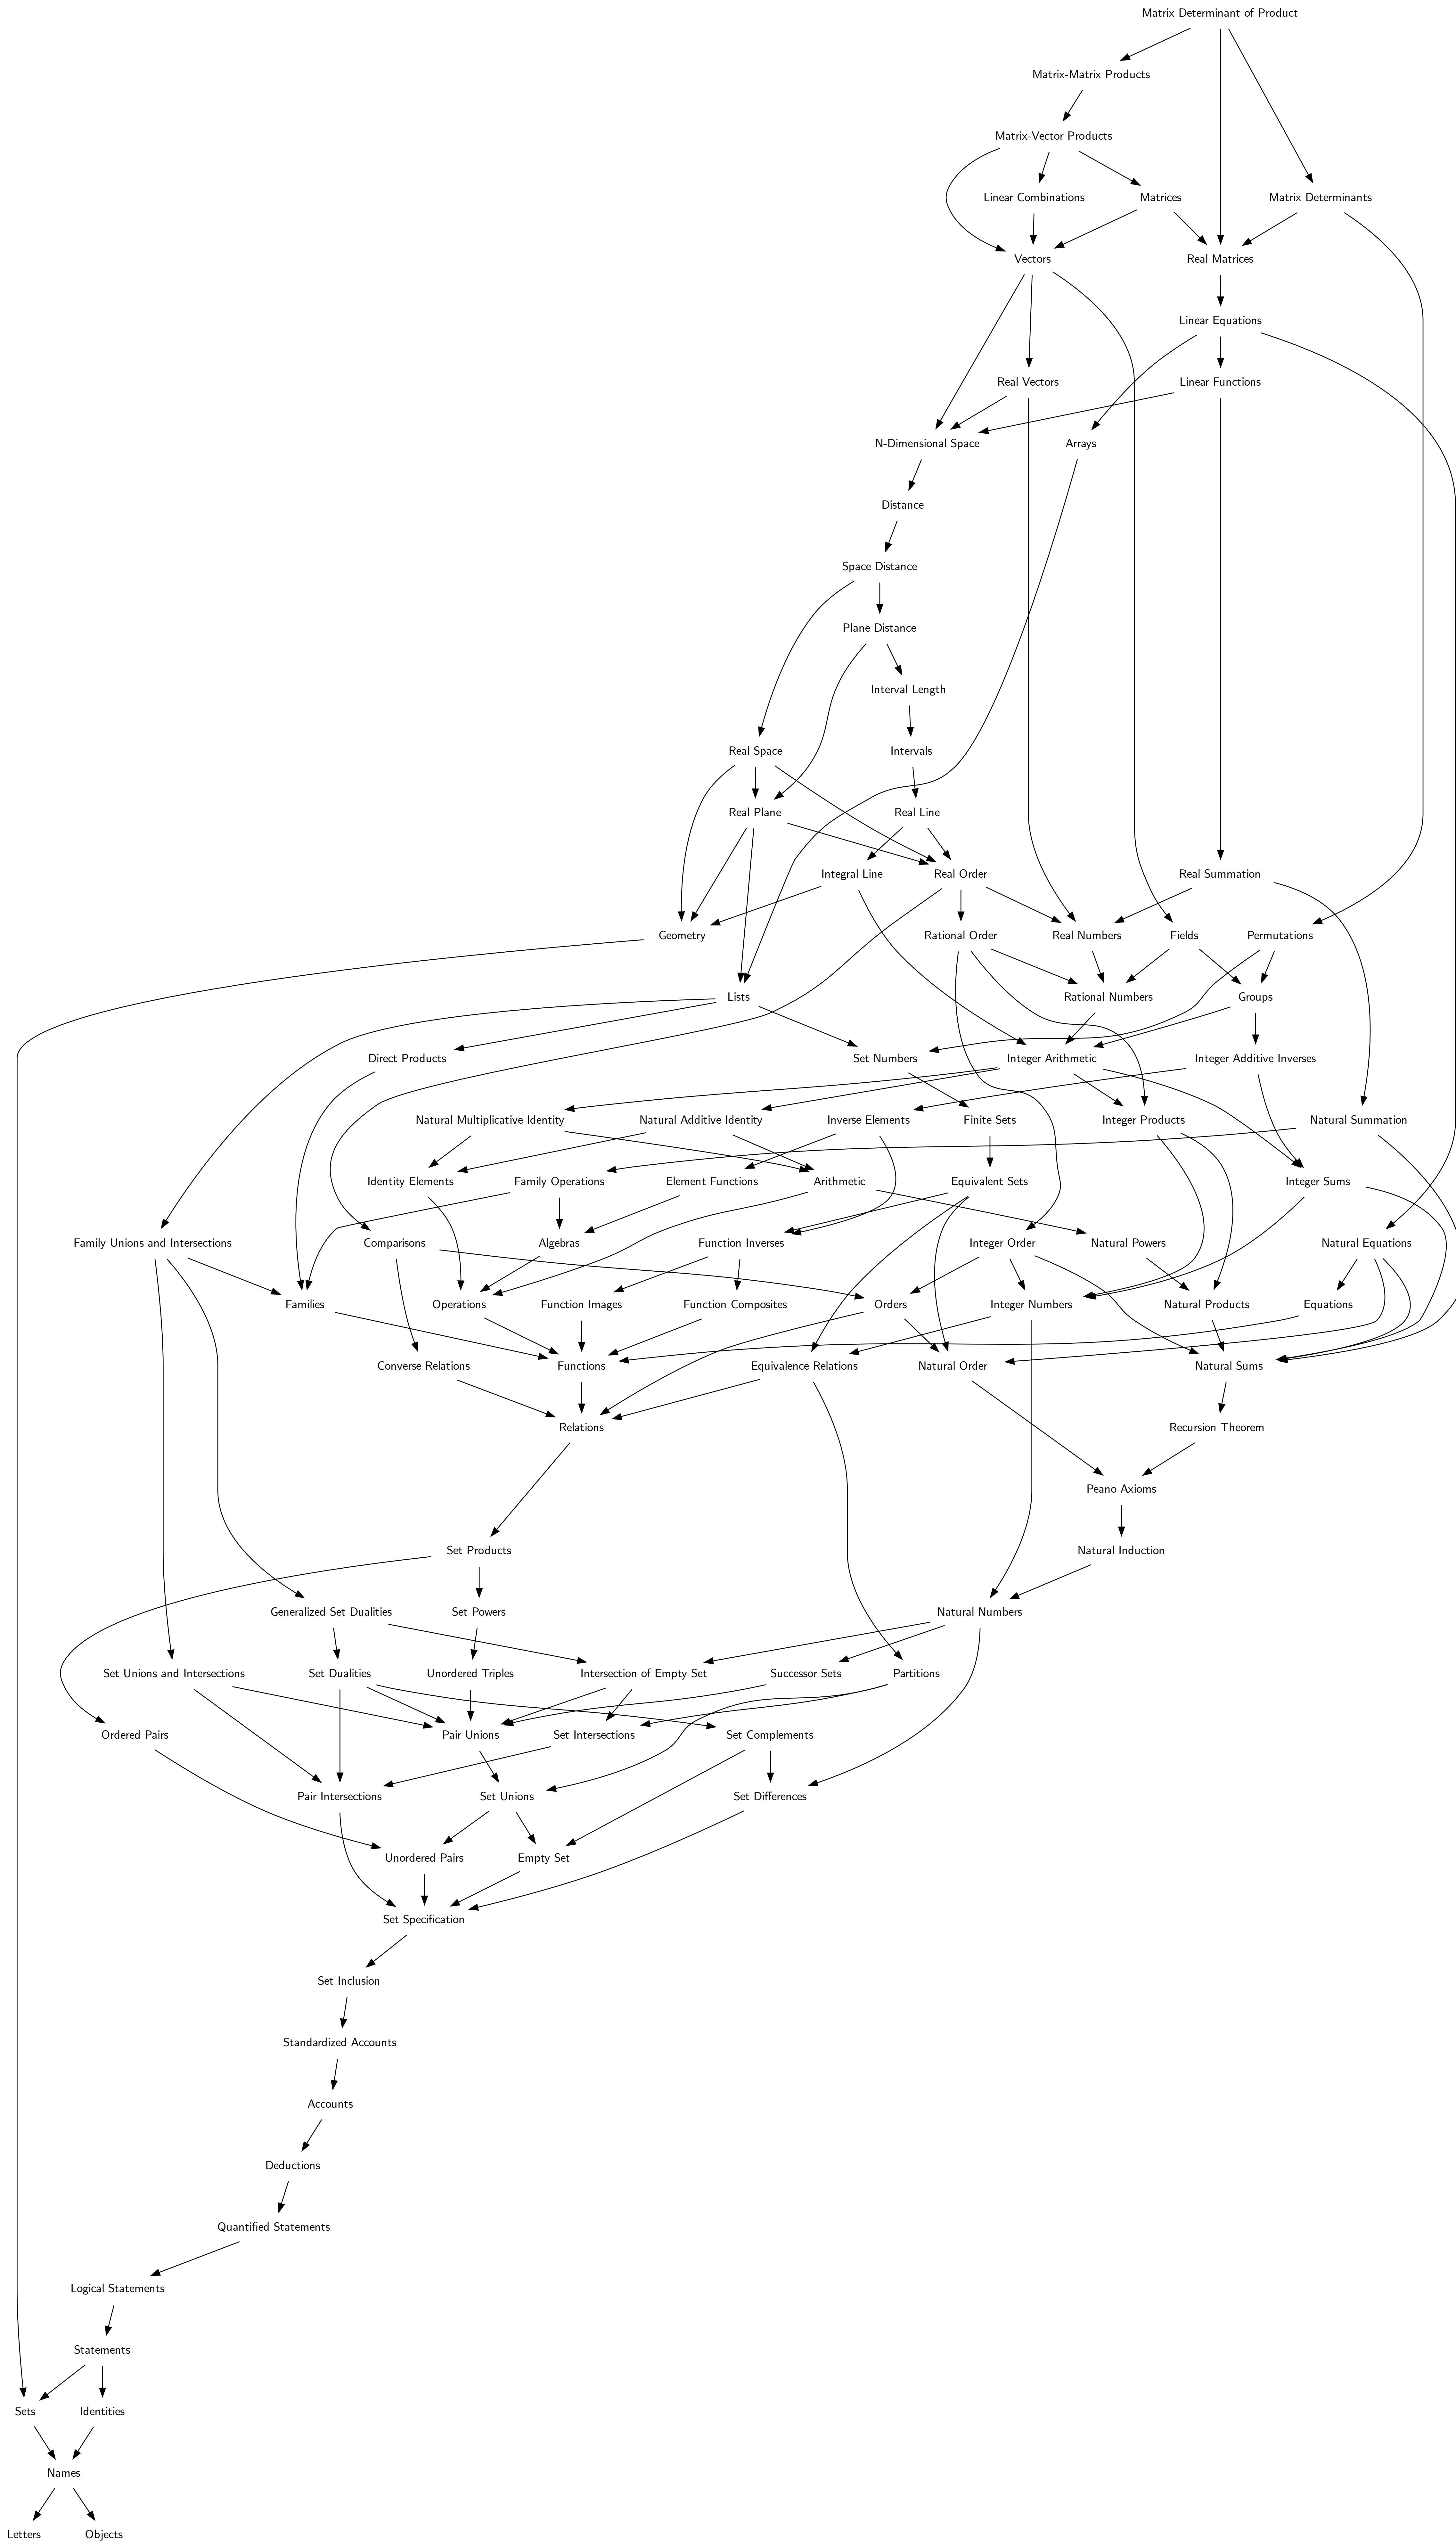 Matrix Determinant of Product
Matrix-Matrix Products
Matrix-Vector Products
Linear Combinations
Matrices
Matrix Determinants
Vectors
Real Matrices
Linear Equations
Real Vectors
Linear Functions
N-Dimensional Space
Arrays
Distance
Space Distance
Plane Distance
Interval Length
Real Space
Intervals
Real Plane
Real Line
Integral Line
Real Order
Real Summation
Geometry
Rational Order
Real Numbers
Fields
Permutations
Lists
Rational Numbers
Groups
Direct Products
Set Numbers
Integer Arithmetic
Integer Additive Inverses
Natural Multiplicative Identity
Natural Additive Identity
Inverse Elements
Finite Sets
Integer Products
Natural Summation
Identity Elements
Family Operations
Element Functions
Arithmetic
Equivalent Sets
Integer Sums
Family Unions and Intersections
Comparisons
Algebras
Function Inverses
Integer Order
Natural Powers
Natural Equations
Families
Operations
Function Images
Function Composites
Orders
Integer Numbers
Natural Products
Equations
Converse Relations
Functions
Equivalence Relations
Natural Order
Natural Sums
Relations
Recursion Theorem
Peano Axioms
Set Products
Natural Induction
Generalized Set Dualities
Set Powers
Natural Numbers
Set Unions and Intersections
Set Dualities
Unordered Triples
Intersection of Empty Set
Successor Sets
Partitions
Ordered Pairs
Pair Unions
Set Intersections
Set Complements
Pair Intersections
Set Unions
Set Differences
Unordered Pairs
Empty Set
Set Specification
Set Inclusion
Standardized Accounts
Accounts
Deductions
Quantified Statements
Logical Statements
Statements
Sets
Identities
Names
Letters
Objects